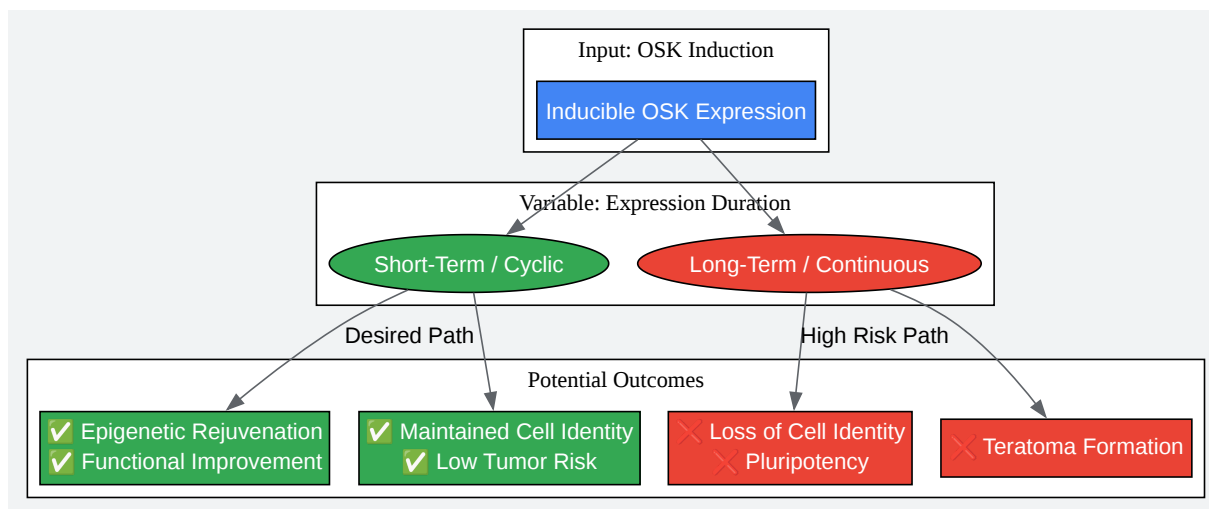 Input: OSK Induction
Inducible OSK Expression
Variable: Expression Duration
Short-Term / Cyclic
Long-Term / Continuous
Desired Path
High Risk Path
Potential Outcomes
✅ Epigenetic Rejuvenation
✅ Functional Improvement
✅ Maintained Cell Identity
✅ Low Tumor Risk
❌ Loss of Cell Identity
❌ Pluripotency
❌ Teratoma Formation